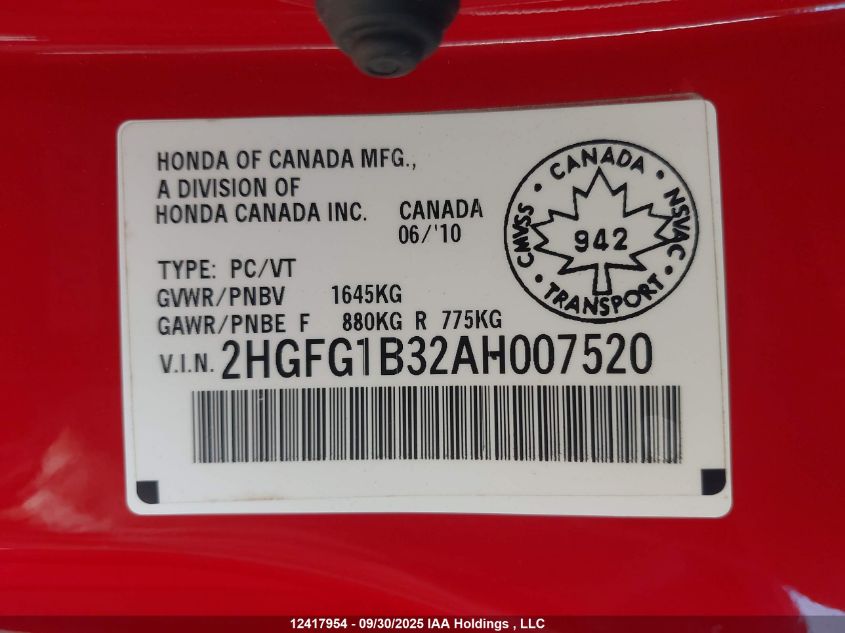 HONDA OF CANADA MFG.,
A DIVISION OF
HONDA CANADA INC. CANADA
06/'10
TYPE: PC/VT
GVWR/PNBV 1645KG
GAWR/PNBE F 880KG R 775KG
V.I.N. 2HGFG1B32AH007520
CMVSS • CANADA • NSVAC • TRANSPORT •
942
12417954 - 09/30/2025 IAA Holdings , LLC